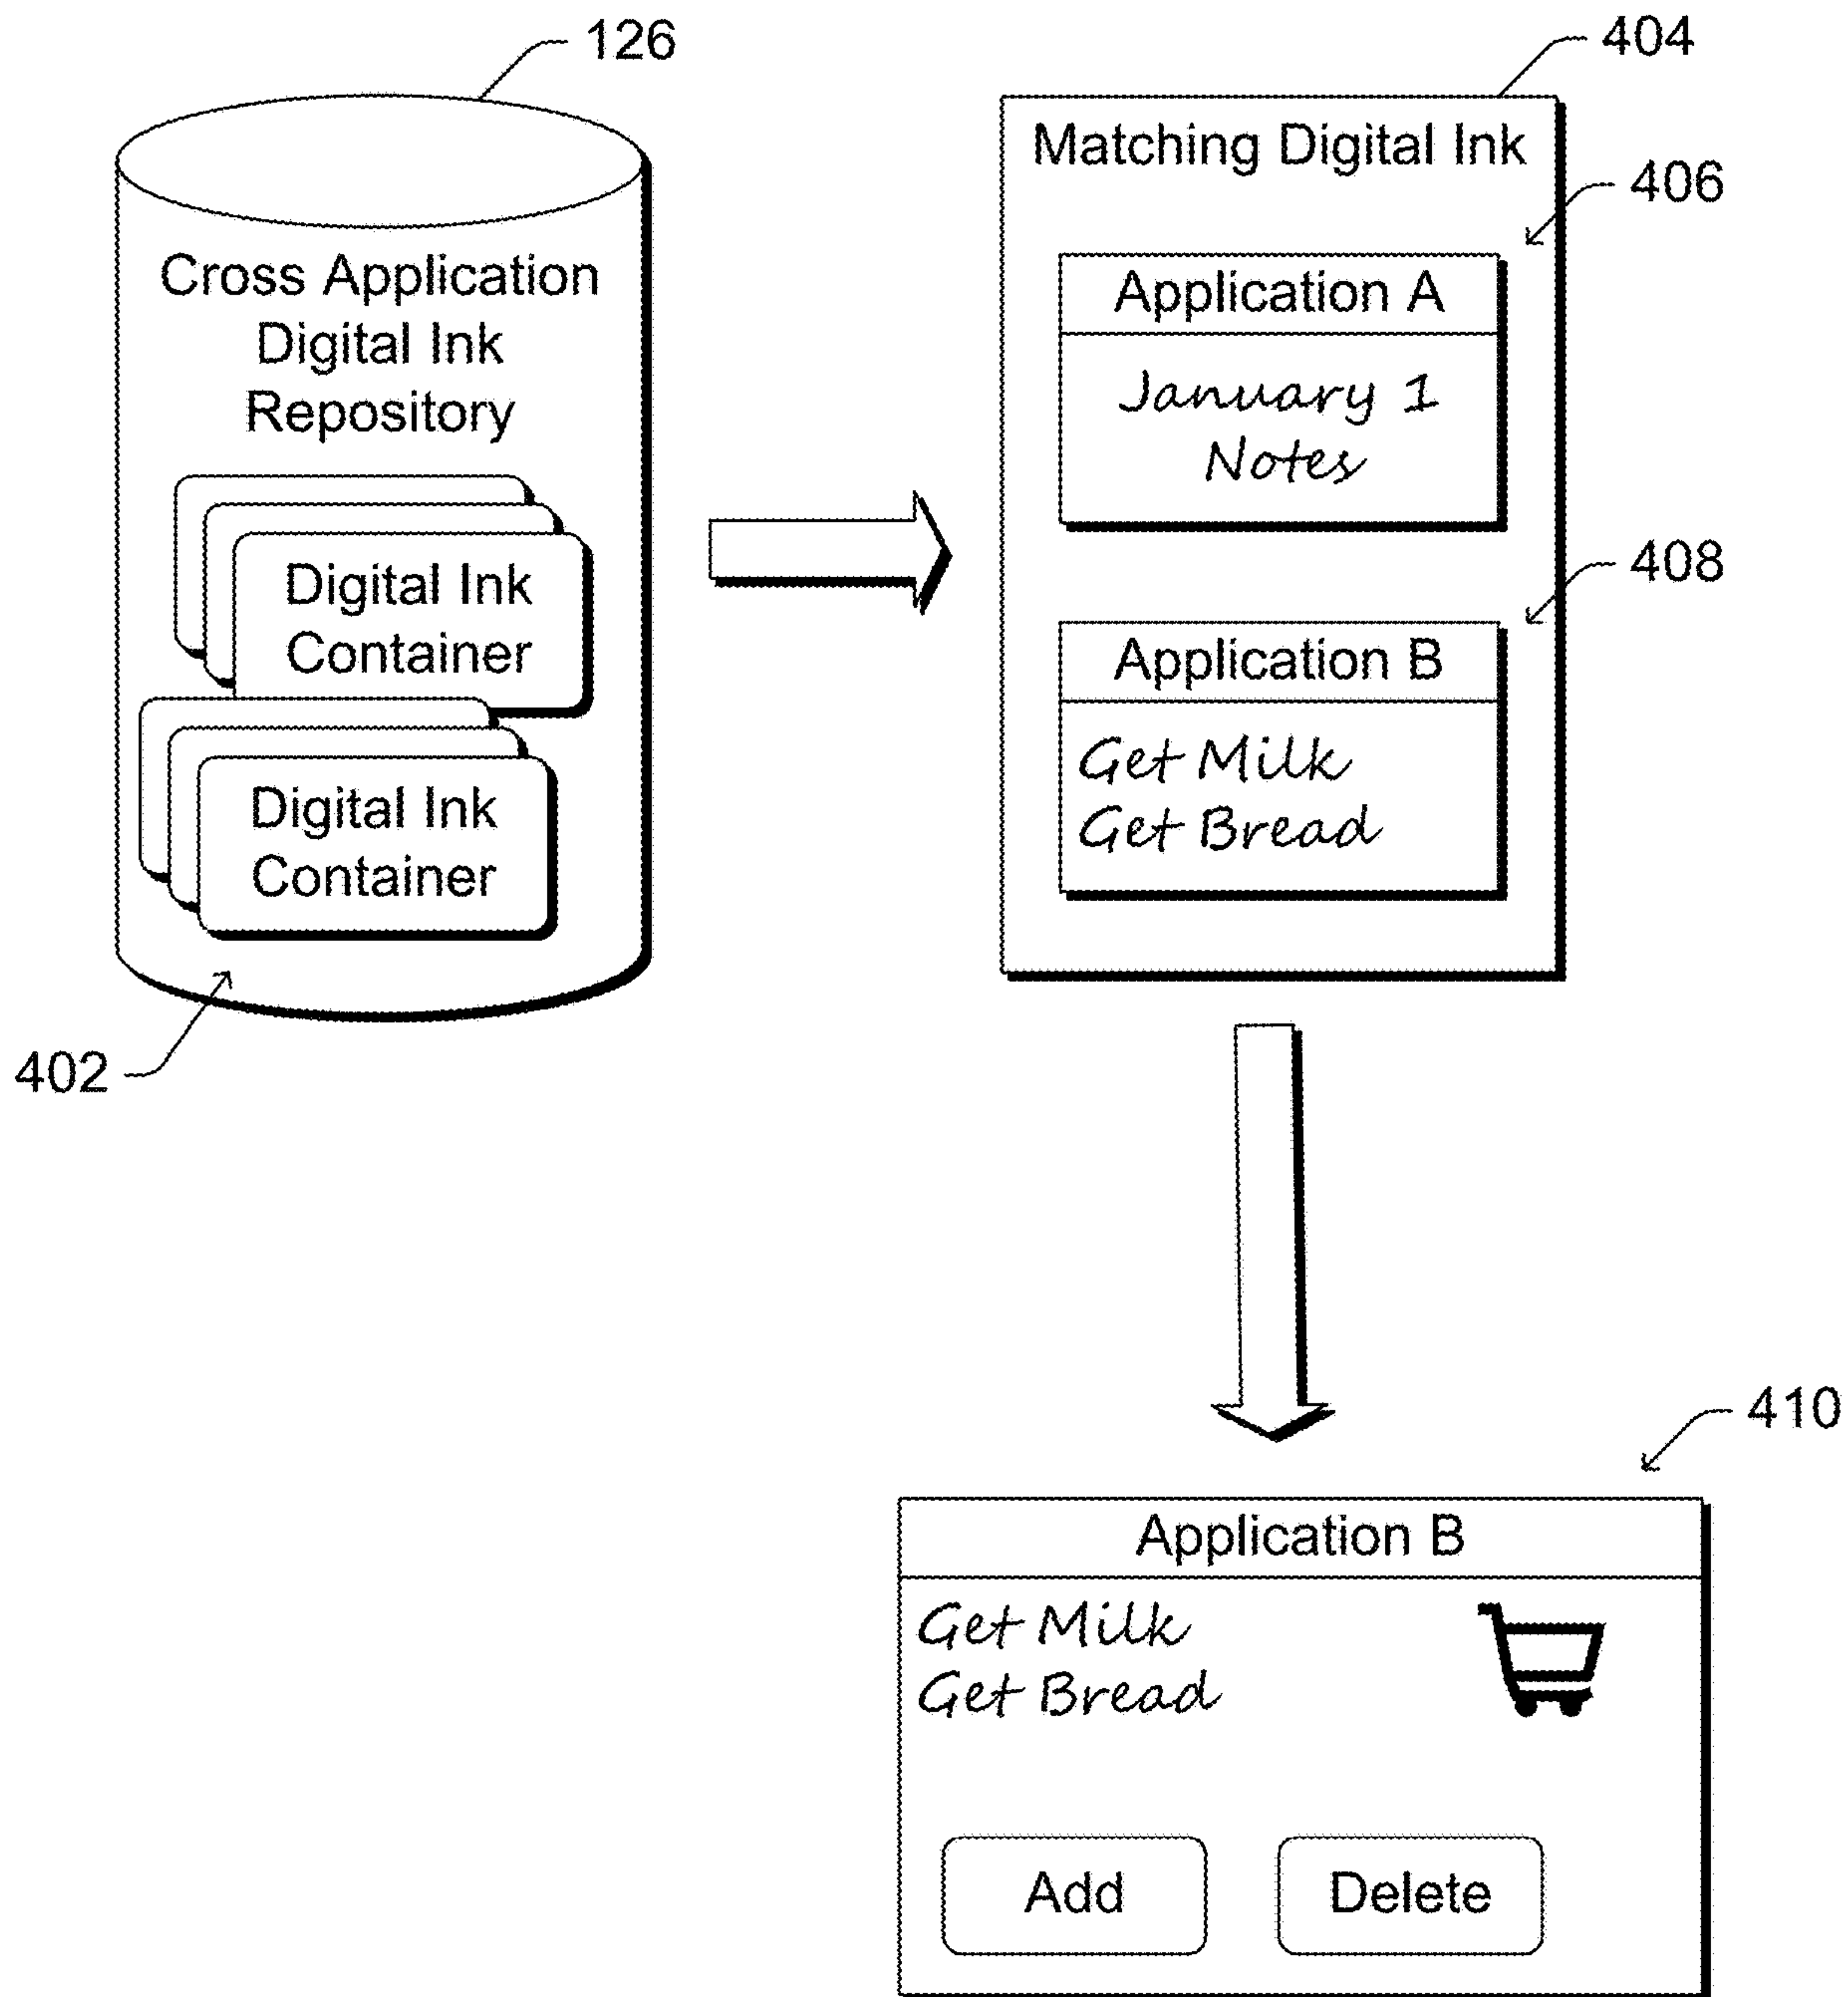 126
Cross Application
Digital Ink
Repository
Digital Ink
Container
Digital Ink
Container
402
404
Matching Digital Ink
406
Application A
January 1
Notes
408
Application B
Get Milk
Get Bread
410
Application B
Get Milk
Get Bread
Add
Delete